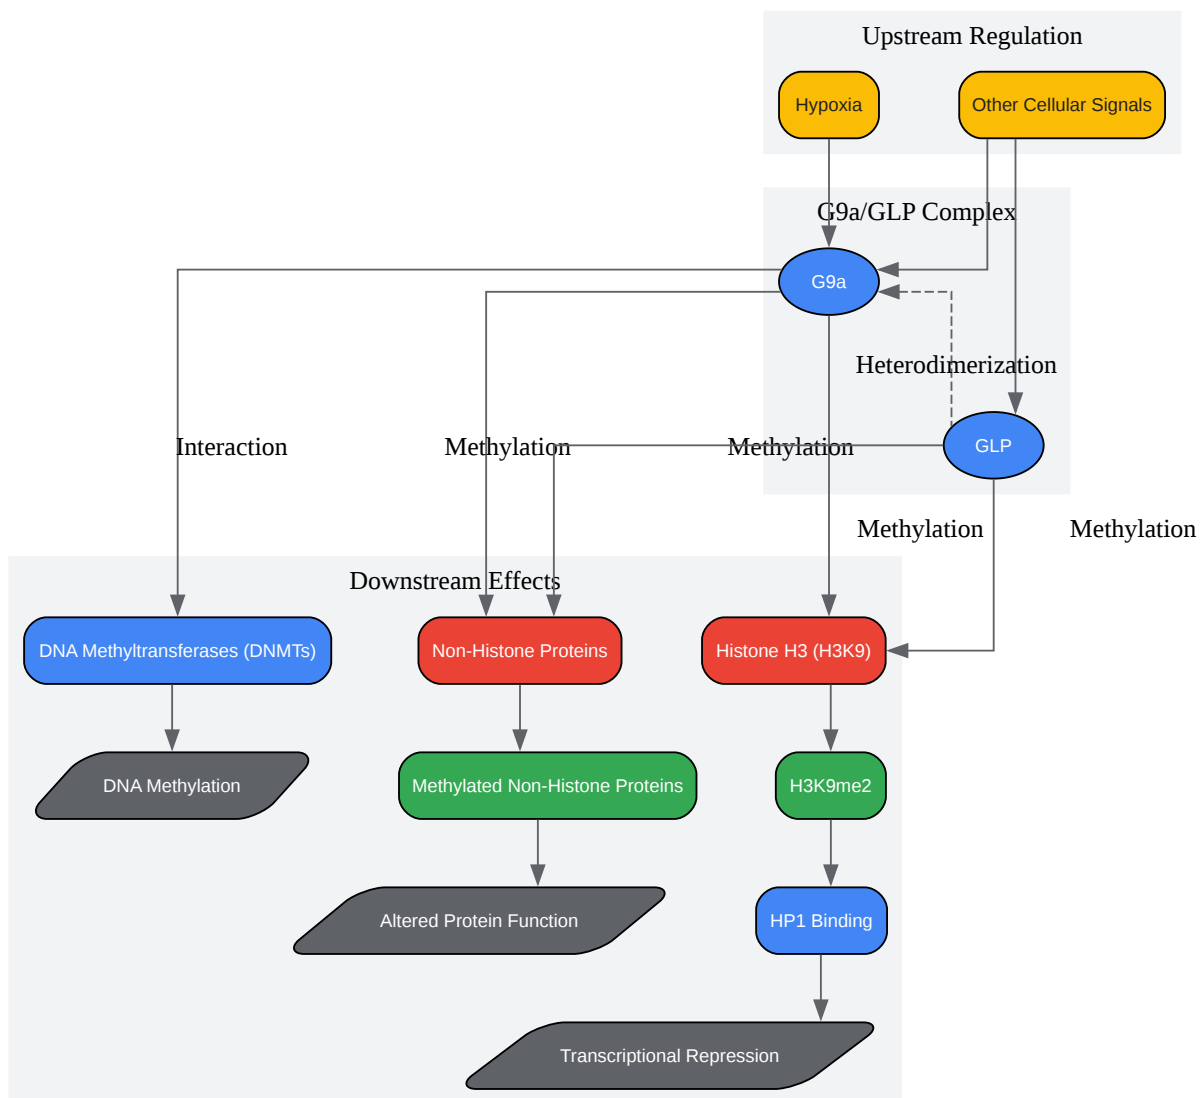 Upstream Regulation
Hypoxia
Other Cellular Signals
G9a/GLP Complex
G9a
Heterodimerization
Interaction
Methylation
Methylation
GLP
Methylation
Methylation
Downstream Effects
DNA Methyltransferases (DNMTs)
Non-Histone Proteins
Histone H3 (H3K9)
DNA Methylation
Methylated Non-Histone Proteins
H3K9me2
Altered Protein Function
HP1 Binding
Transcriptional Repression